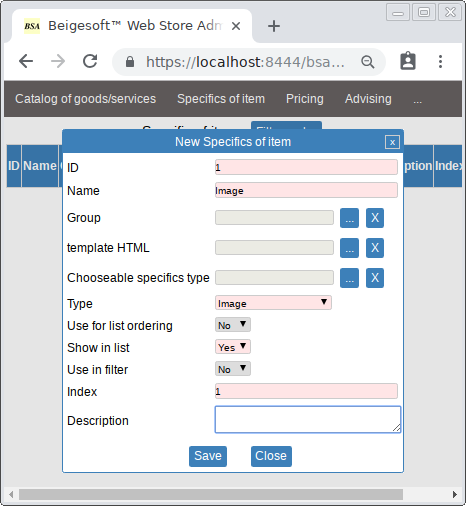 BSA Beigesoft™ Web Store Adn
https://localhost:8444/bsa...
Catalog of goods/services Specifics of item Pricing Advising ...
New Specifics of item x
ID 1
ID Name ption Index
Name Image
Group ... X
template HTML ... X
Chooseable specifics type ... X
Type Image
Use for list ordering No
Show in list Yes
Use in filter No
Index 1
Description
Save Close